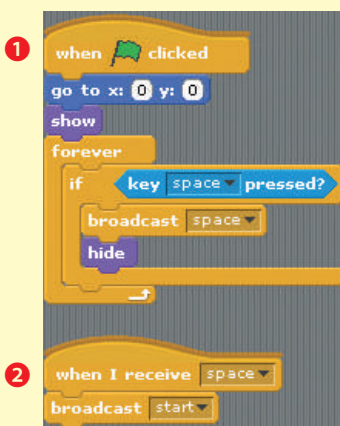 1
when clicked
go to x: 0 y: 0
show
forever
if key space pressed?
broadcast space
hide
2
when I receive space
broadcast start